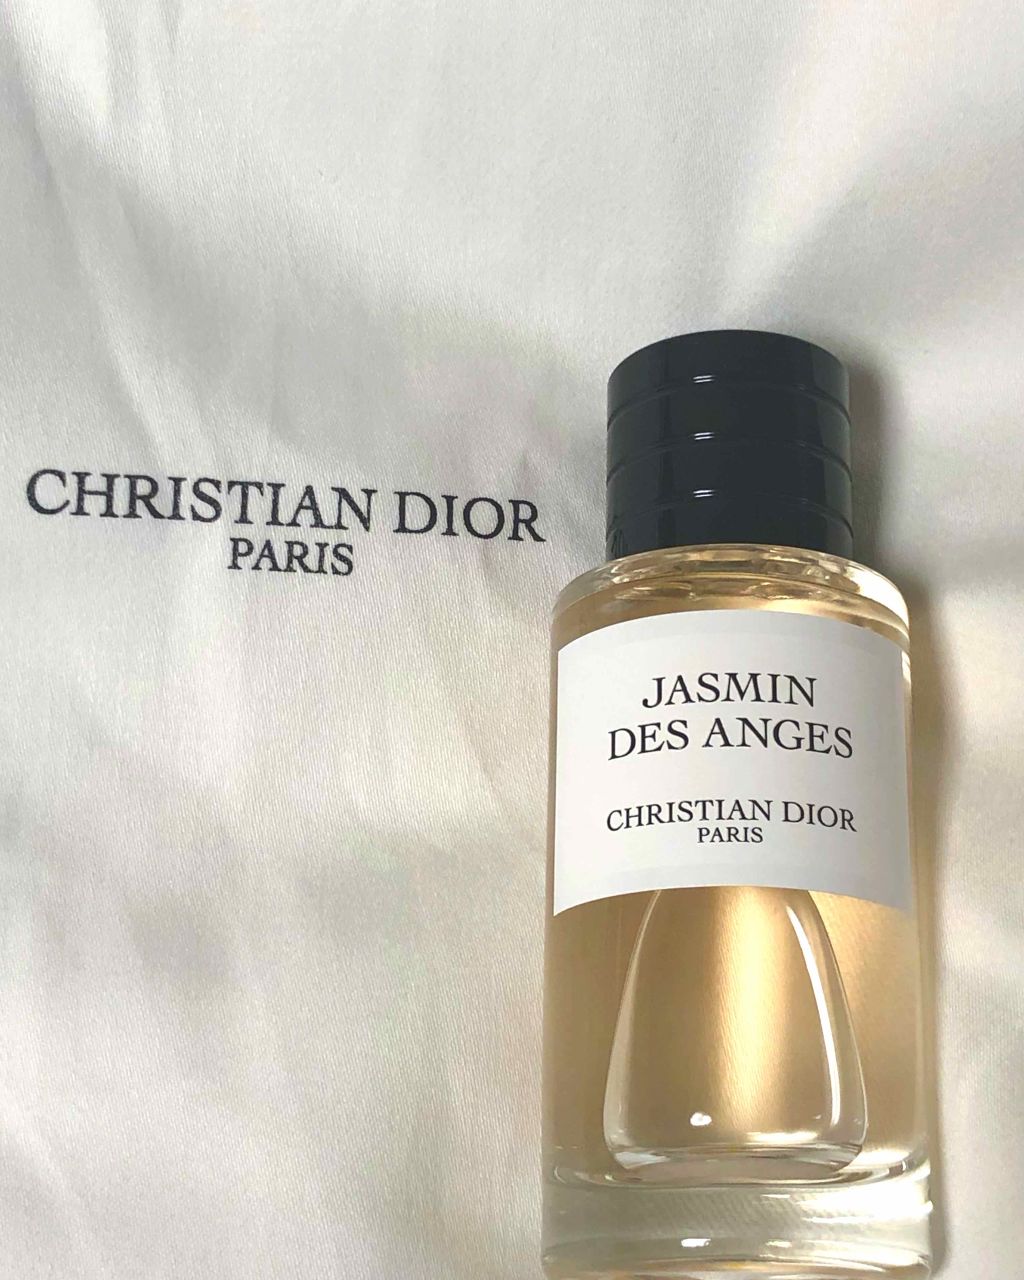 CHRISTIAN DIOR
PARIS
JASMIN
DES ANGES
CHRISTIAN DIOR
PARIS